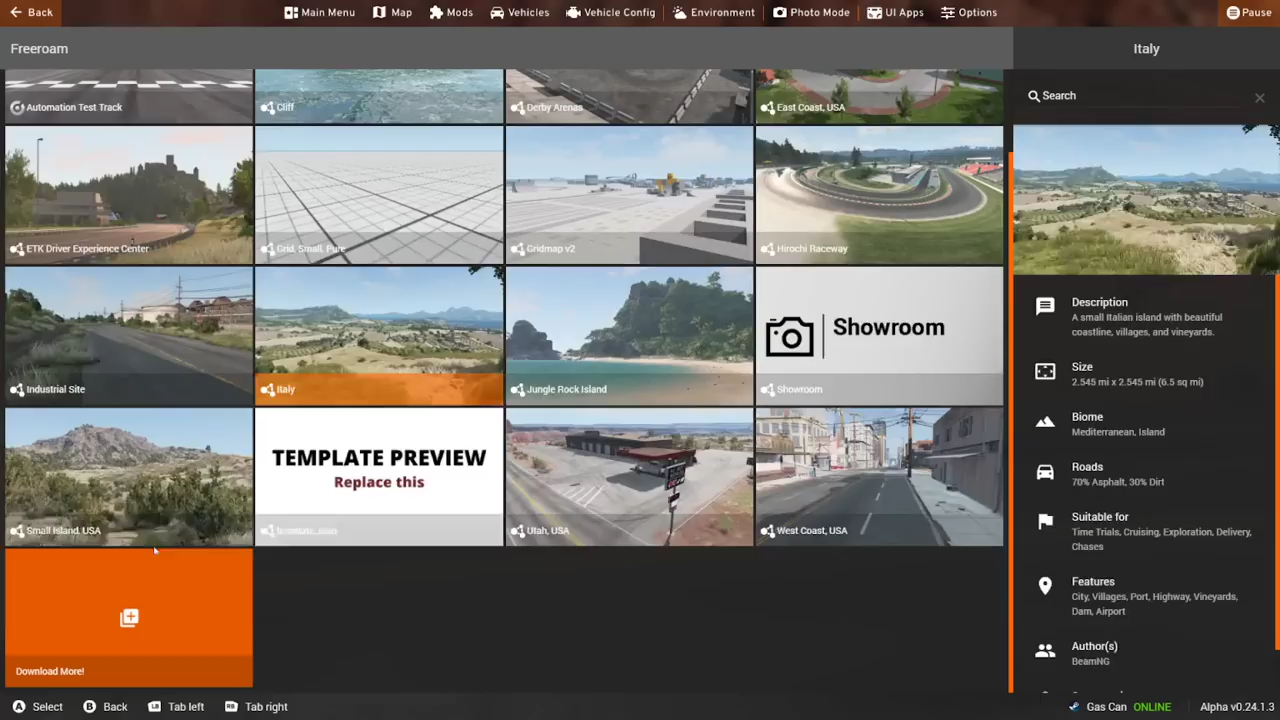 Back
Main Menu
Map
Mods
Vehicles
Vehicle Config
Environment
Photo Mode
UI Apps
Options
Pause
Freeroam
Italy
Automation Test Track
Cliff
Derby Arenas
East Coast, USA
Search
ETK Driver Experience Center
Grid, Small, Pure
Gridmap v2
Hirochi Raceway
Showroom
Industrial Site
Italy
Jungle Rock Island
Showroom
TEMPLATE PREVIEW
Replace this
Small Island, USA
Utah, USA
West Coast, USA
Download More!
Description
A small Italian island with beautiful
coastline, villages, and vineyards.
Size
2.545 mi x 2.545 mi (6.5 sq mi)
Biome
Mediterranean, Island
Roads
70% Asphalt, 30% Dirt
Suitable for
Time Trials, Cruising, Exploration, Delivery,
Chases
Features
City, Villages, Port, Highway, Vineyards,
Dam, Airport
Author(s)
BeamNG
A Select
B Back
LB Tab left
RB Tab right
Gas Can ONLINE
Alpha v0.24.1.3